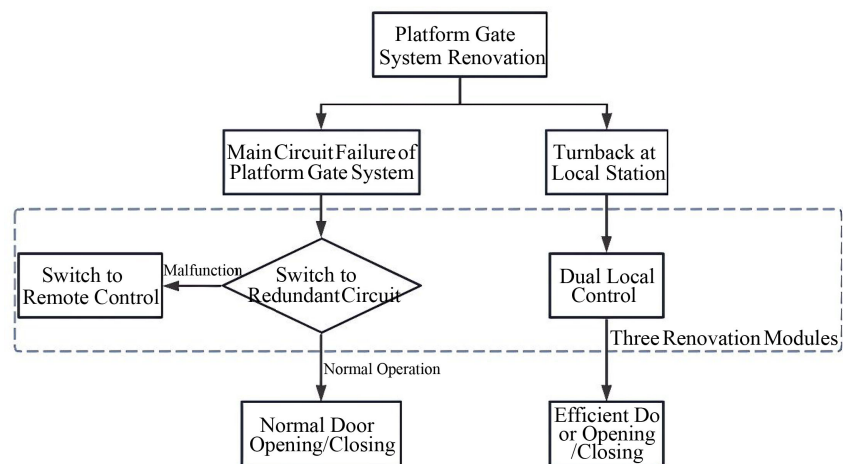 Platform Gate
System Renovation
Main Circuit Failure of
Platform Gate System
Turnback at
Local Station
Switch to
Remote Control
Malfunction
Switch to
Redundant Circuit
Dual Local
Control
Three Renovation Modules
Normal Operation
Normal Door
Opening/Closing
Efficient Do
or Opening
/Closing